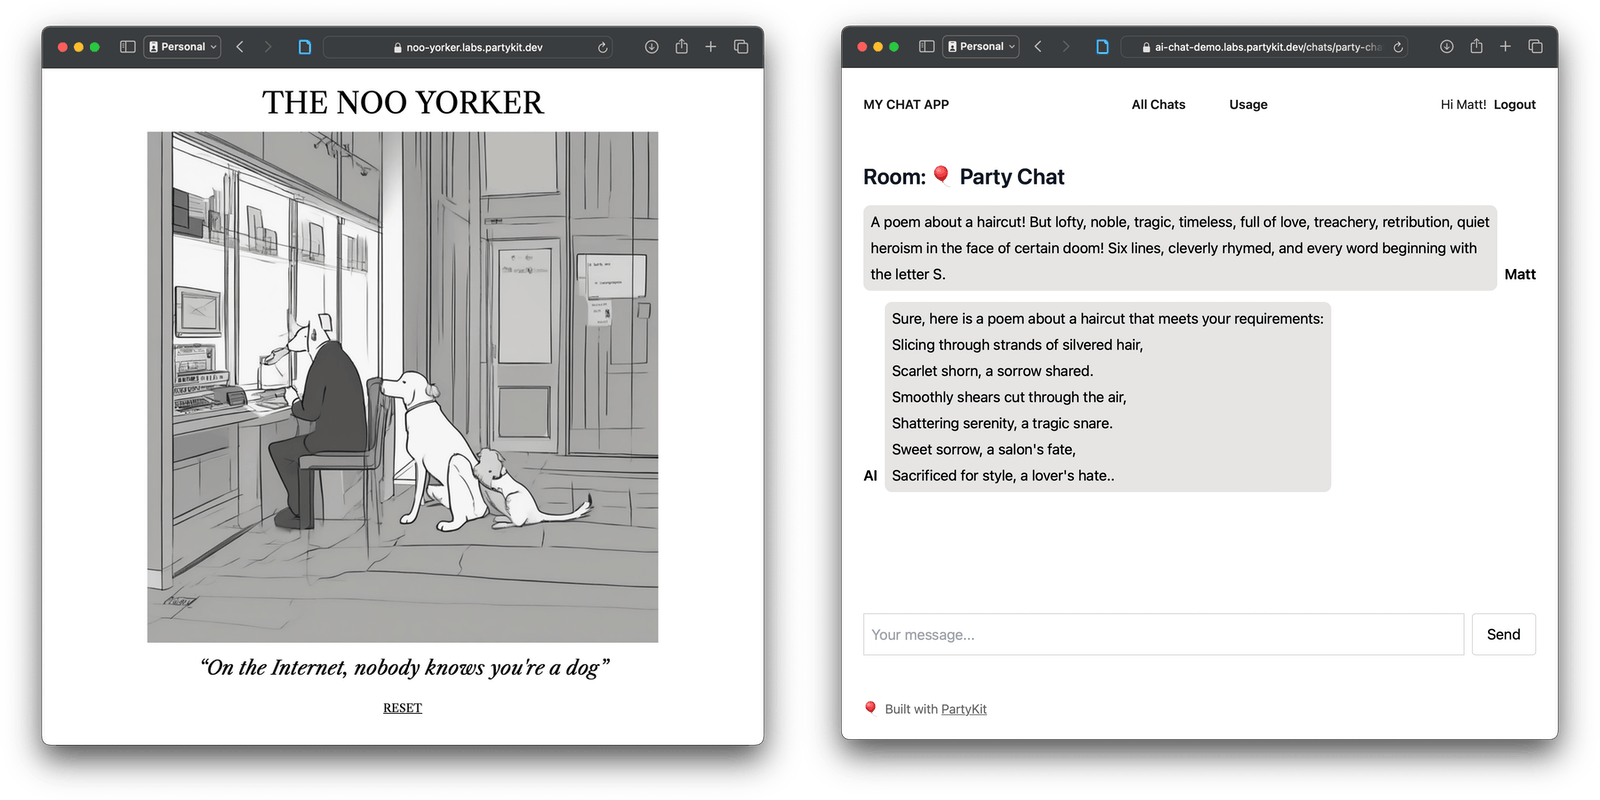 Personal
noo-yorker.labs.partykit.dev
THE NOO YORKER
“On the Internet, nobody knows you're a dog”
RESET
Personal
ai-chat-demo.labs.partykit.dev/chats/party-cha
MY CHAT APP
All Chats
Usage
Hi Matt! Logout
Room: 🎈 Party Chat
A poem about a haircut! But lofty, noble, tragic, timeless, full of love, treachery, retribution, quiet
heroism in the face of certain doom! Six lines, cleverly rhymed, and every word beginning with
the letter S.
Matt
Sure, here is a poem about a haircut that meets your requirements:
Slicing through strands of silvered hair,
Scarlet shorn, a sorrow shared.
Smoothly shears cut through the air,
Shattering serenity, a tragic snare.
Sweet sorrow, a salon's fate,
AI
Sacrificed for style, a lover's hate..
Your message...
Send
🎈 Built with PartyKit